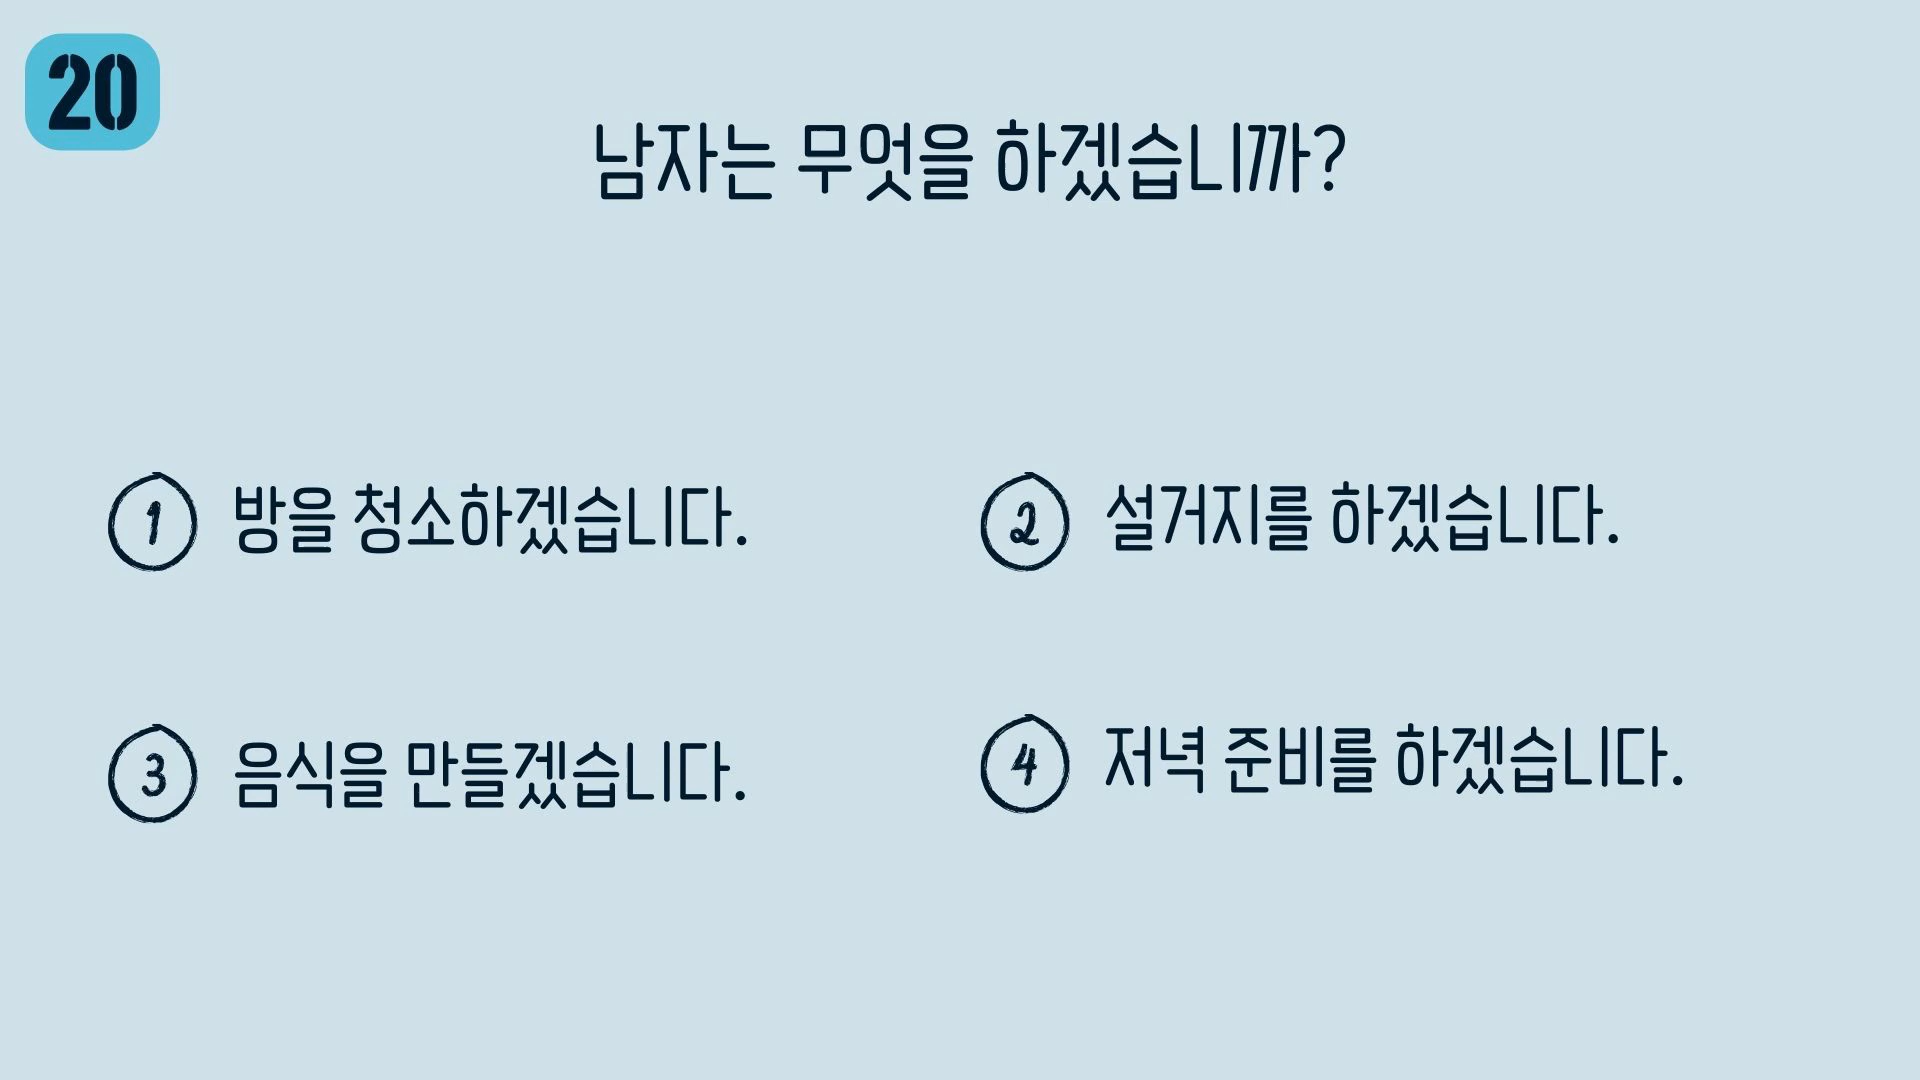 20
남자는 무엇을 하겠습니까?
1 방을 청소하겠습니다.
2 설거지를 하겠습니다.
3 음식을 만들겠습니다.
4 저녁 준비를 하겠습니다.